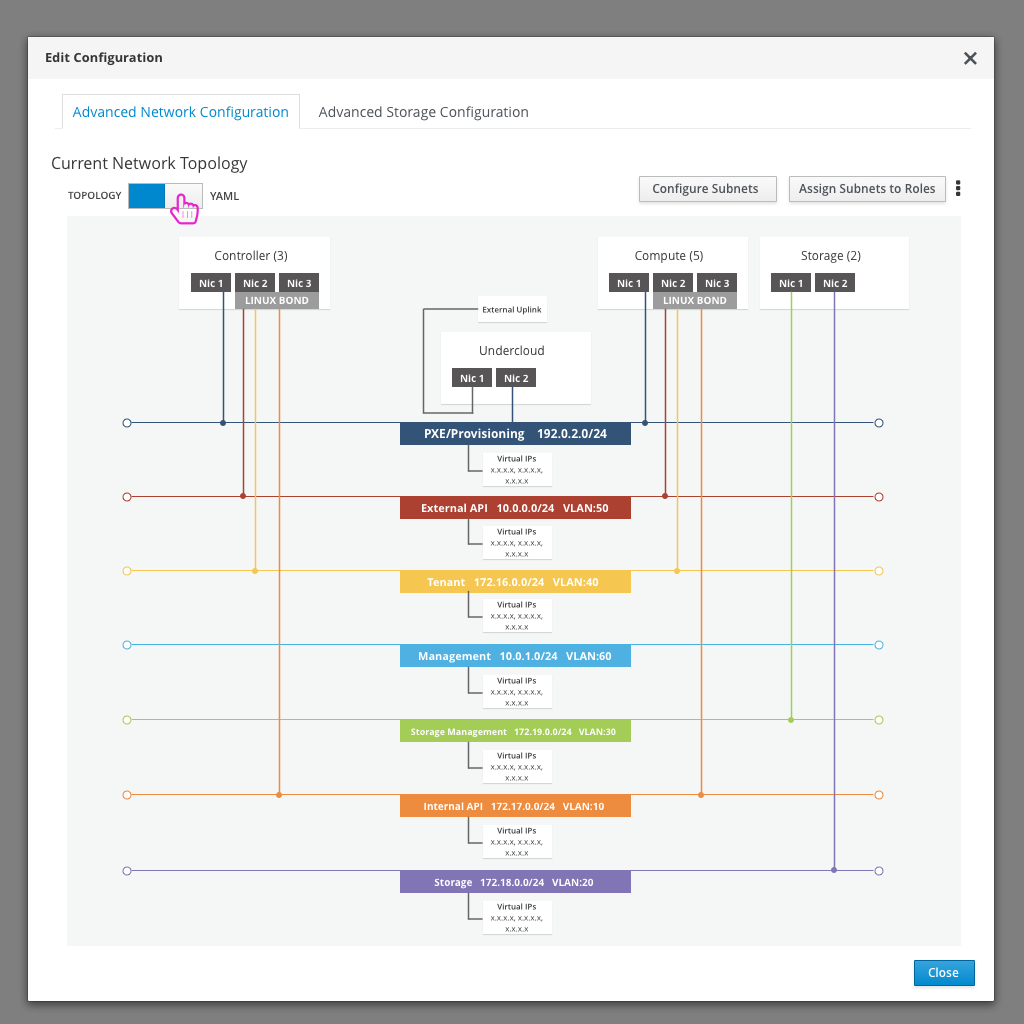 Edit Configuration
Advanced Network Configuration
Advanced Storage Configuration
Current Network Topology
TOPOLOGY
YAML
Configure Subnets
Assign Subnets to Roles
Controller (3)
Nic 1
Nic 2
Nic 3
LINUX BOND
Compute (5)
Nic 1
Nic 2
Nic 3
LINUX BOND
Storage (2)
Nic 1
Nic 2
External Uplink
Undercloud
Nic 1
Nic 2
PXE/Provisioning 192.0.2.0/24
Virtual IPs
x.x.x.x, x.x.x.x,
x.x.x.x
External API 10.0.0.0/24 VLAN:50
Virtual IPs
x.x.x.x, x.x.x.x,
x.x.x.x
Tenant 172.16.0.0/24 VLAN:40
Virtual IPs
x.x.x.x, x.x.x.x,
x.x.x.x
Management 10.0.1.0/24 VLAN:60
Virtual IPs
x.x.x.x, x.x.x.x,
x.x.x.x
Storage Management 172.19.0.0/24 VLAN:30
Virtual IPs
x.x.x.x, x.x.x.x,
x.x.x.x
Internal API 172.17.0.0/24 VLAN:10
Virtual IPs
x.x.x.x, x.x.x.x,
x.x.x.x
Storage 172.18.0.0/24 VLAN:20
Virtual IPs
x.x.x.x, x.x.x.x,
x.x.x.x
Close